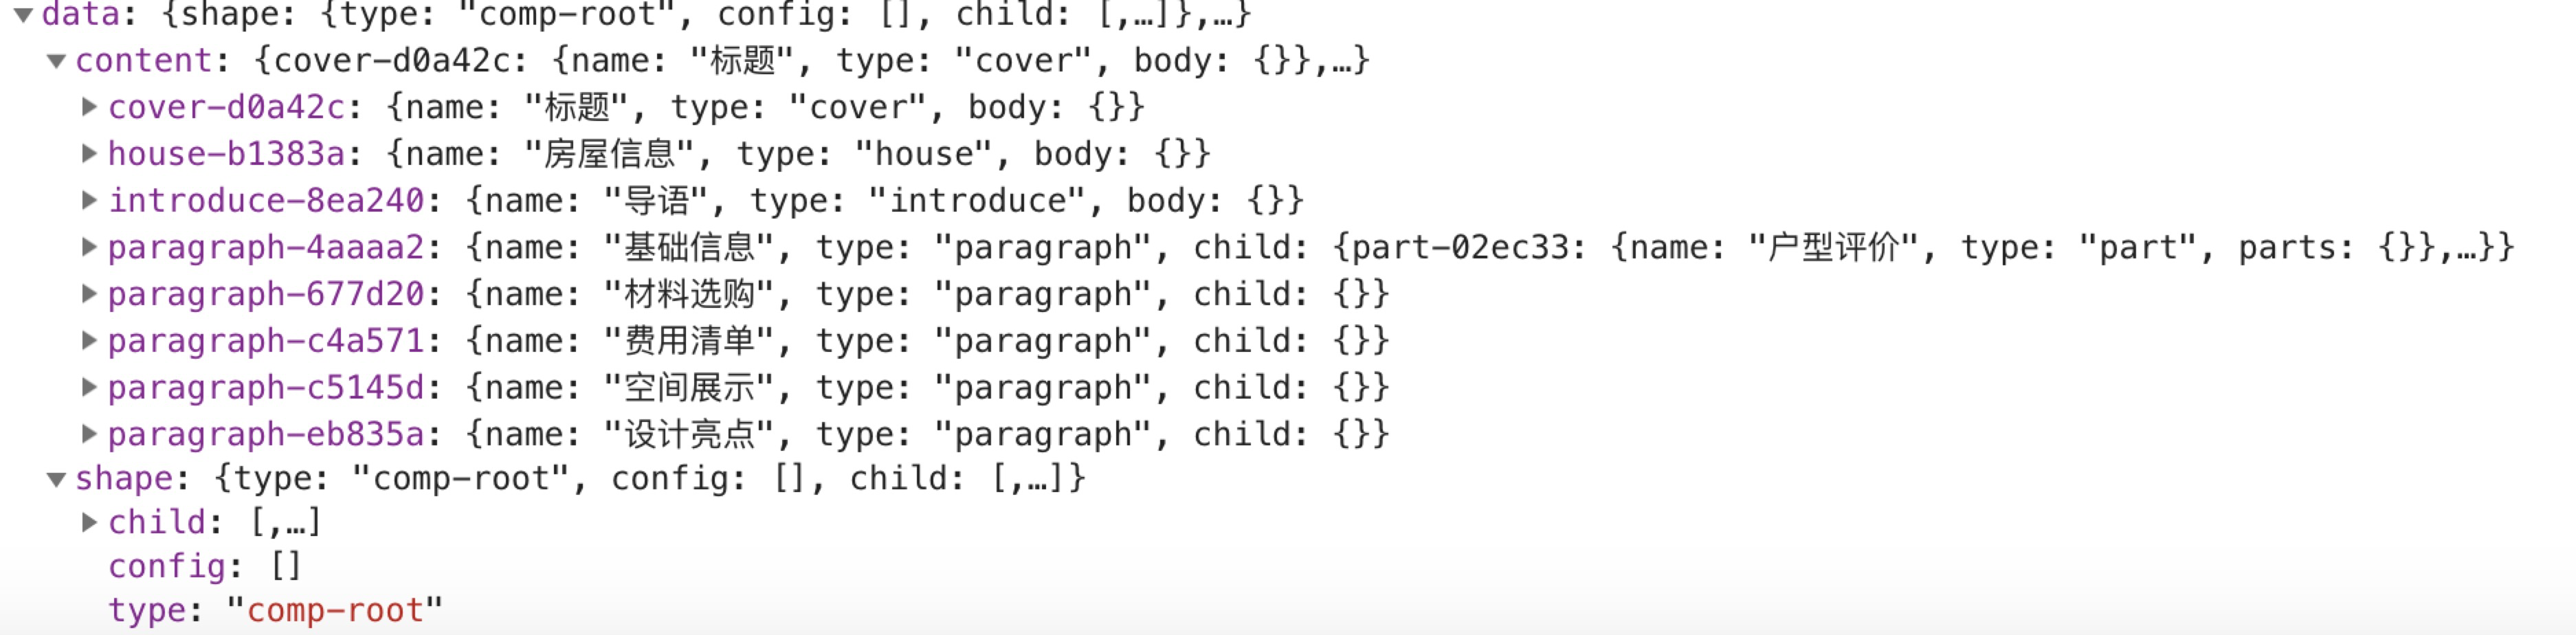 ▼data: {shape: {type: "comp-root", config: [], child: [,…]},…}
▼content: {cover-d0a42c: {name: "标题", type: "cover", body: {}},…}
▶cover-d0a42c: {name: "标题", type: "cover", body: {}}
▶house-b1383a: {name: "房屋信息", type: "house", body: {}}
▶introduce-8ea240: {name: "导语", type: "introduce", body: {}}
▶paragraph-4aaaa2: {name: "基础信息", type: "paragraph", child: {part-02ec33: {name: "户型评价", type: "part", parts: {}},…}}
▶paragraph-677d20: {name: "材料选购", type: "paragraph", child: {}}
▶paragraph-c4a571: {name: "费用清单", type: "paragraph", child: {}}
▶paragraph-c5145d: {name: "空间展示", type: "paragraph", child: {}}
▶paragraph-eb835a: {name: "设计亮点", type: "paragraph", child: {}}
▼shape: {type: "comp-root", config: [], child: [,…]}
▶child: [,…]
config: []
type: "comp-root"